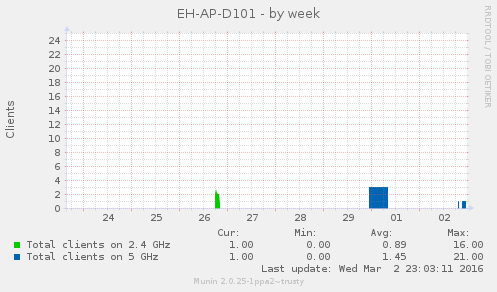 EH-AP-D101 - by week
RRDTOOL / TOBI OETIKER
Clients
24
22
20
18
16
14
12
10
8
6
4
2
0
24 25 26 27 28 29 01 02
Cur: Min: Avg: Max:
Total clients on 2.4 GHz 1.00 0.00 0.89 16.00
Total clients on 5 GHz 1.00 0.00 1.45 21.00
Last update: Wed Mar 2 23:03:11 2016
Munin 2.0.25-1ppa2~trusty